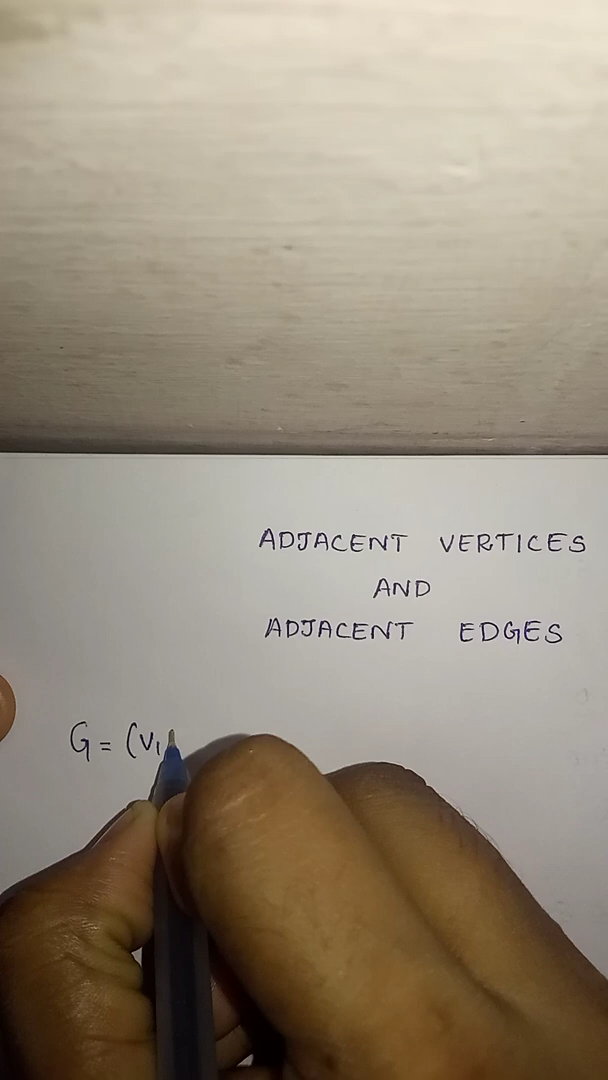 ADJACENT VERTICES
AND
ADJACENT EDGES
G = (V,